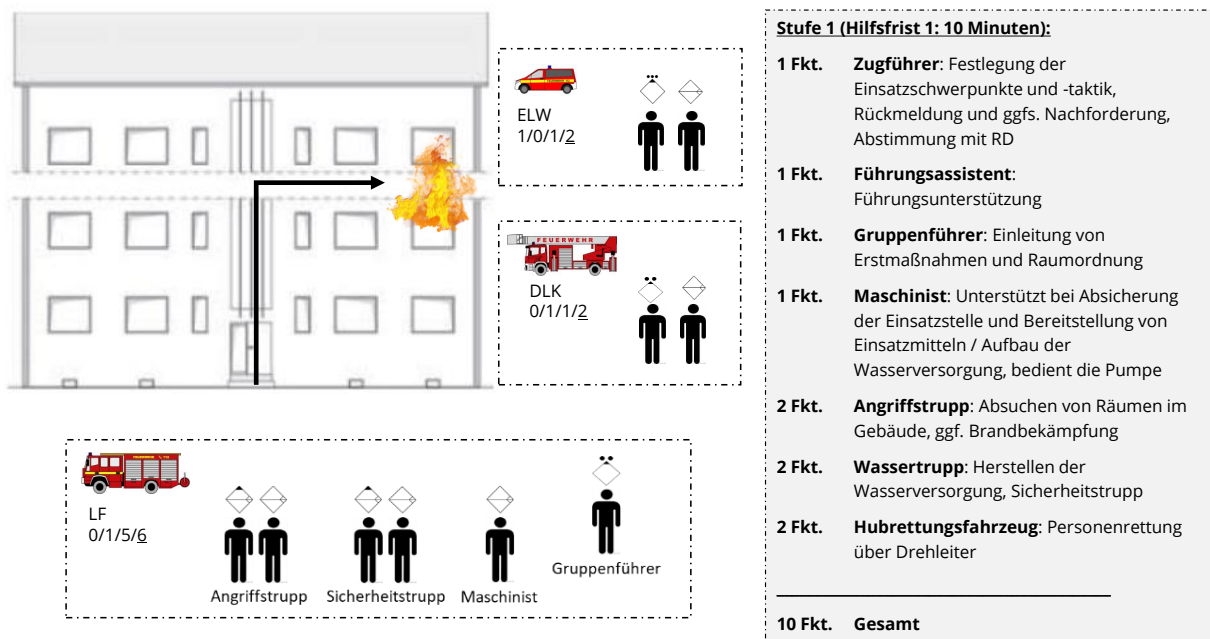 ELW
1/0/1/2
FEUERWEHR
DLK
0/1/1/2
LF
0/1/5/6
Angriffstrupp
Sicherheitstrupp
Maschinist
Gruppenführer
Stufe 1 (Hilfsfrist 1: 10 Minuten):
1 Fkt. Zugführer: Festlegung der
Einsatzschwerpunkte und -taktik,
Rückmeldung und ggfs. Nachforderung,
Abstimmung mit RD
1 Fkt. Führungsassistent:
Führungsunterstützung
1 Fkt. Gruppenführer: Einleitung von
Erstmaßnahmen und Raumordnung
1 Fkt. Maschinist: Unterstützt bei Absicherung
der Einsatzstelle und Bereitstellung von
Einsatzmitteln / Aufbau der
Wasserversorgung, bedient die Pumpe
2 Fkt. Angriffstrupp: Absuchen von Räumen im
Gebäude, ggf. Brandbekämpfung
2 Fkt. Wassertrupp: Herstellen der
Wasserversorgung, Sicherheitstrupp
2 Fkt. Hubrettungsfahrzeug: Personenrettung
über Drehleiter
10 Fkt. Gesamt